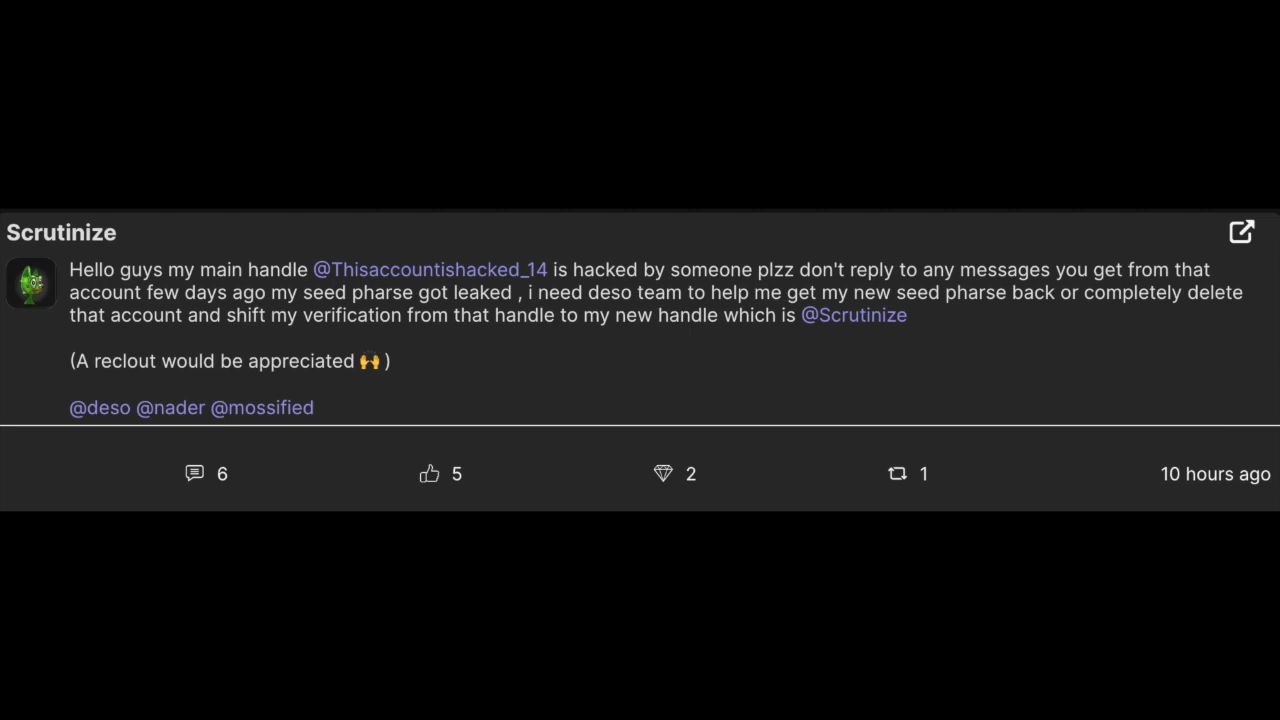 Scrutinize
Hello guys my main handle @Thisaccountishacked_14 is hacked by someone plzz don't reply to any messages you get from that
account few days ago my seed pharse got leaked , i need deso team to help me get my new seed pharse back or completely delete
that account and shift my verification from that handle to my new handle which is @Scrutinize
(A reclout would be appreciated 🙌 )
@deso @nader @mossified
6 5 2 1 10 hours ago